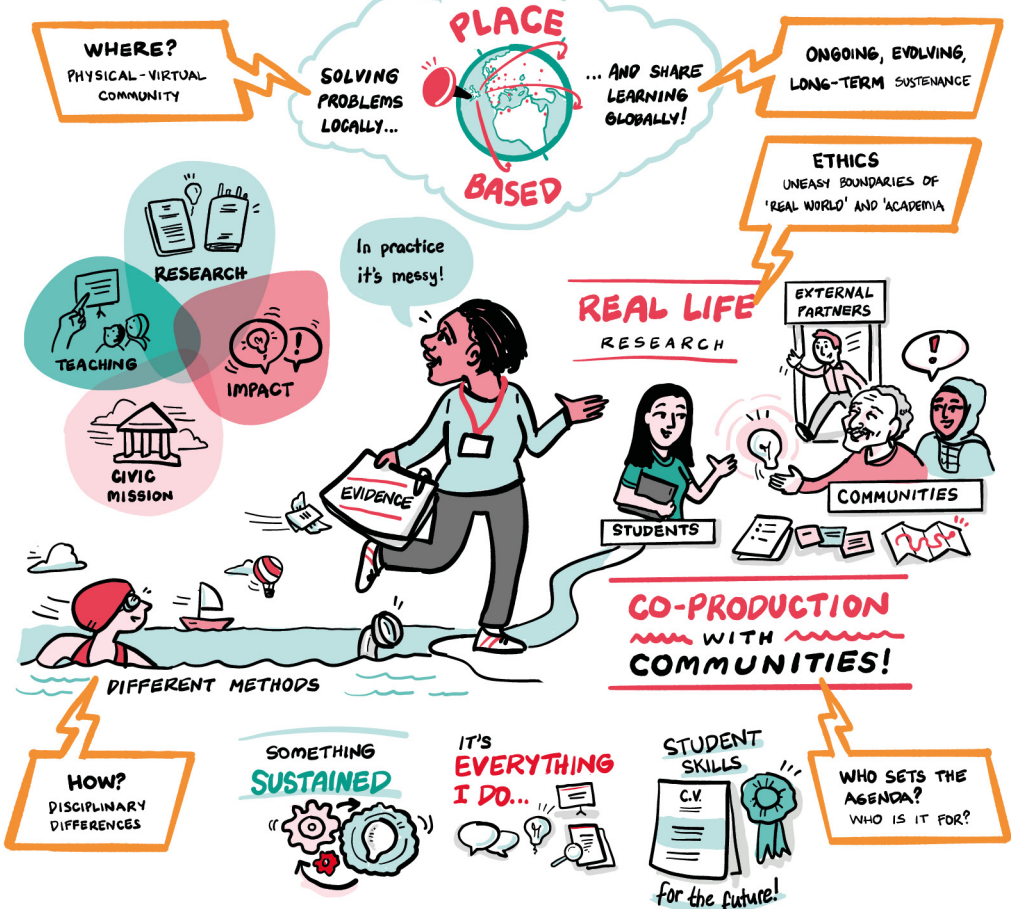 WHERE?
PHYSICAL-VIRTUAL
COMMUNITY
SOLVING
PROBLEMS
LOCALLY...
PLACE
BASED
... AND SHARE
LEARNING
GLOBALLY!
ONGOING, EVOLVING,
LONG-TERM SUSTENANCE
ETHICS
UNEASY BOUNDARIES OF
'REAL WORLD' AND 'ACADEMIA
RESEARCH
TEACHING
IMPACT
CIVIC
MISSION
In practice
it's messy!
EVIDENCE
REAL LIFE
RESEARCH
EXTERNAL
PARTNERS
!
STUDENTS
COMMUNITIES
CO-PRODUCTION
WITH
COMMUNITIES!
DIFFERENT METHODS
HOW?
DISCIPLINARY
DIFFERENCES
SOMETHING
SUSTAINED
IT'S
EVERYTHING
I DO...
STUDENT
SKILLS
C.V.
for the future!
WHO SETS THE
AGENDA?
WHO IS IT FOR?